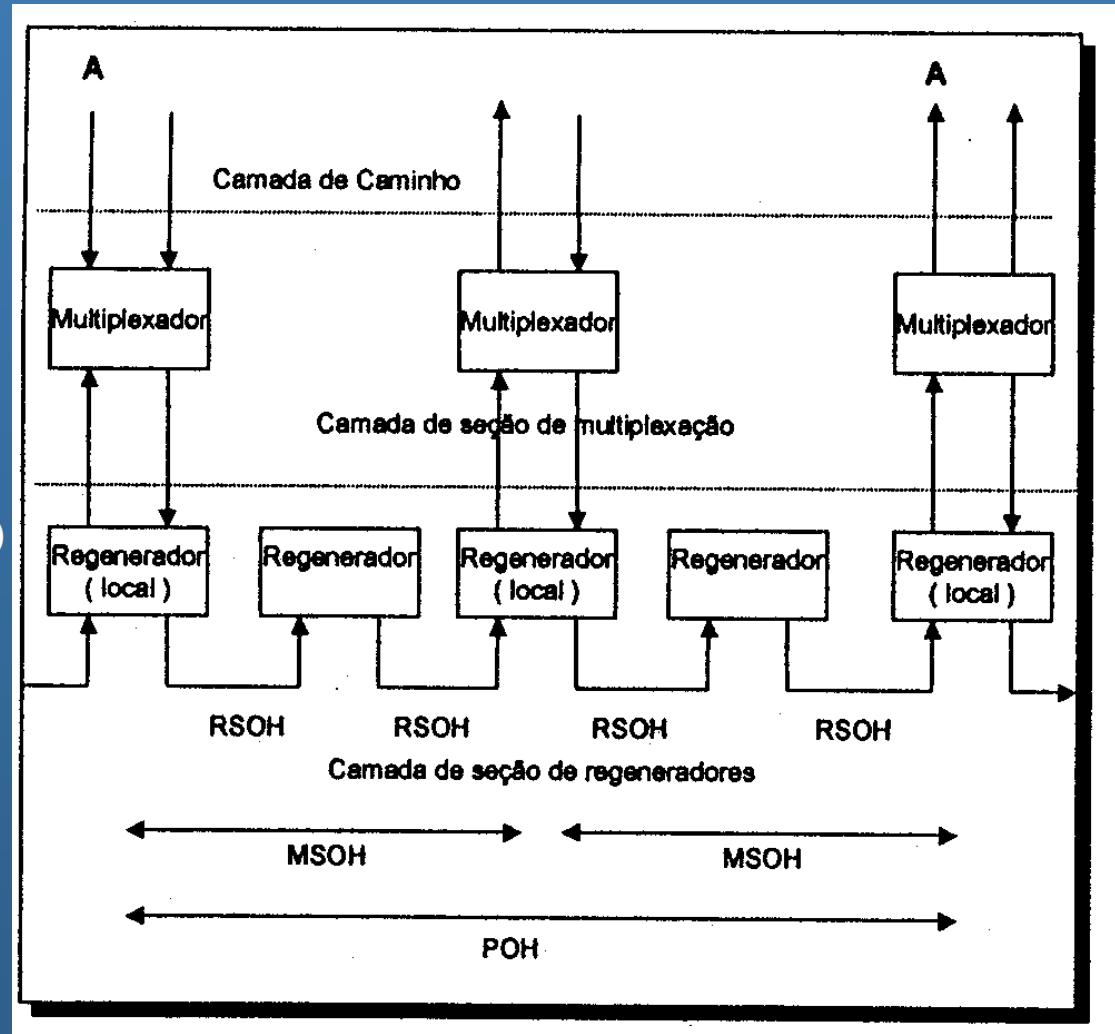 A
A
Camada de Caminho
Multiplexador
Multiplexador
Multiplexador
Camada de seção de multiplexação
Regenerador
( local )
Regenerador
Regenerador
( local )
Regenerador
Regenerador
( local )
RSOH
RSOH
RSOH
RSOH
Camada de seção de regeneradores
MSOH
MSOH
POH